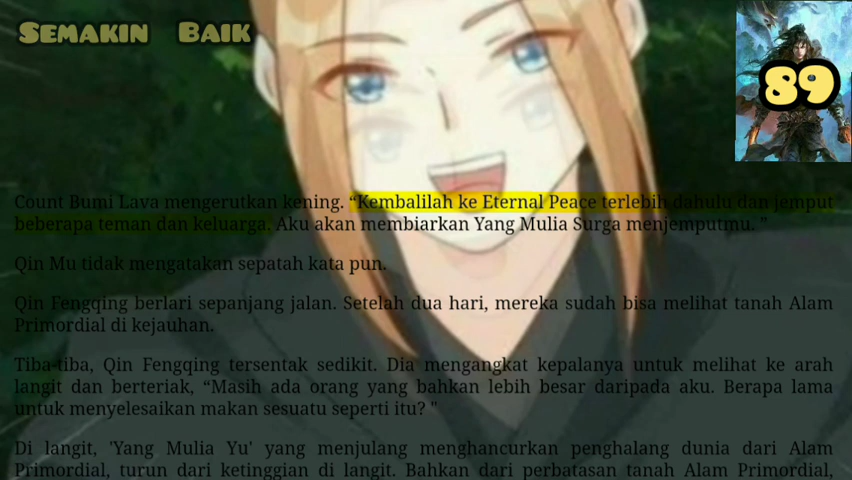 Semakin Baik
89
Count Bumi Lava mengerutkan kening. “Kembalilah ke Eternal Peace terlebih dahulu dan jemput
beberapa teman dan keluarga. Aku akan membiarkan Yang Mulia Surga menjemputmu. ”
Qin Mu tidak mengatakan sepatah kata pun.
Qin Fengqing berlari sepanjang jalan. Setelah dua hari, mereka sudah bisa melihat tanah Alam
Primordial di kejauhan.
Tiba-tiba, Qin Fengqing tersentak sedikit. Dia mengangkat kepalanya untuk melihat ke arah
langit dan berteriak, “Masih ada orang yang bahkan lebih besar daripada aku. Berapa lama
untuk menyelesaikan makan sesuatu seperti itu? "
Di langit, 'Yang Mulia Yu' yang menjulang menghancurkan penghalang dunia dari Alam
Primordial, turun dari ketinggian di langit. Bahkan dari perbatasan tanah Alam Primordial,